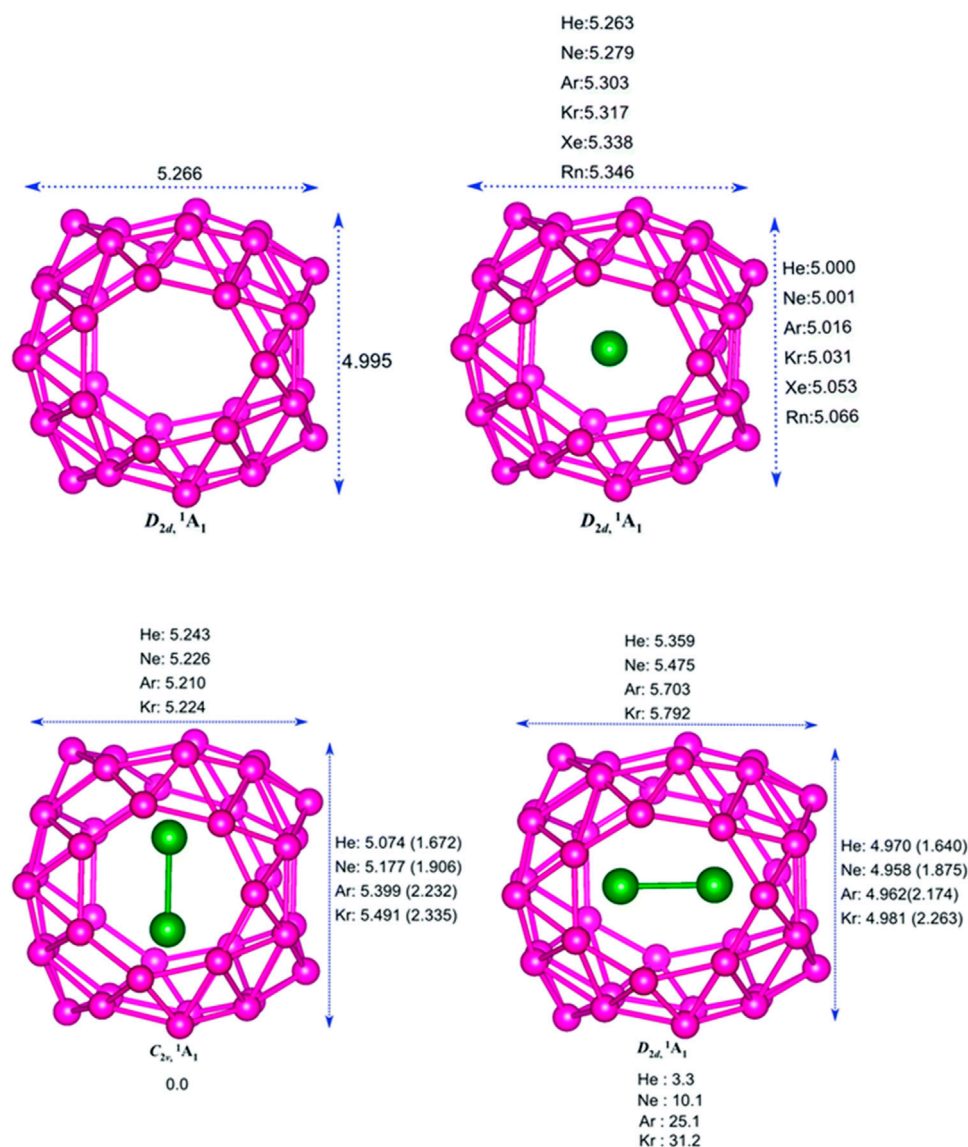 He:5.263
Ne:5.279
Ar:5.303
Kr:5.317
Xe:5.338
Rn:5.346
5.266
4.995
He:5.000
Ne:5.001
Ar:5.016
Kr:5.031
Xe:5.053
Rn:5.066
D2d, 1A1
D2d, 1A1
He: 5.243
Ne: 5.226
Ar: 5.210
Kr: 5.224
He: 5.359
Ne: 5.475
Ar: 5.703
Kr: 5.792
He: 5.074 (1.672)
Ne: 5.177 (1.906)
Ar: 5.399 (2.232)
Kr: 5.491 (2.335)
He: 4.970 (1.640)
Ne: 4.958 (1.875)
Ar: 4.962(2.174)
Kr: 4.981 (2.263)
C2v, 1A1
0.0
D2d, 1A1
He : 3.3
Ne : 10.1
Ar : 25.1
Kr : 31.2